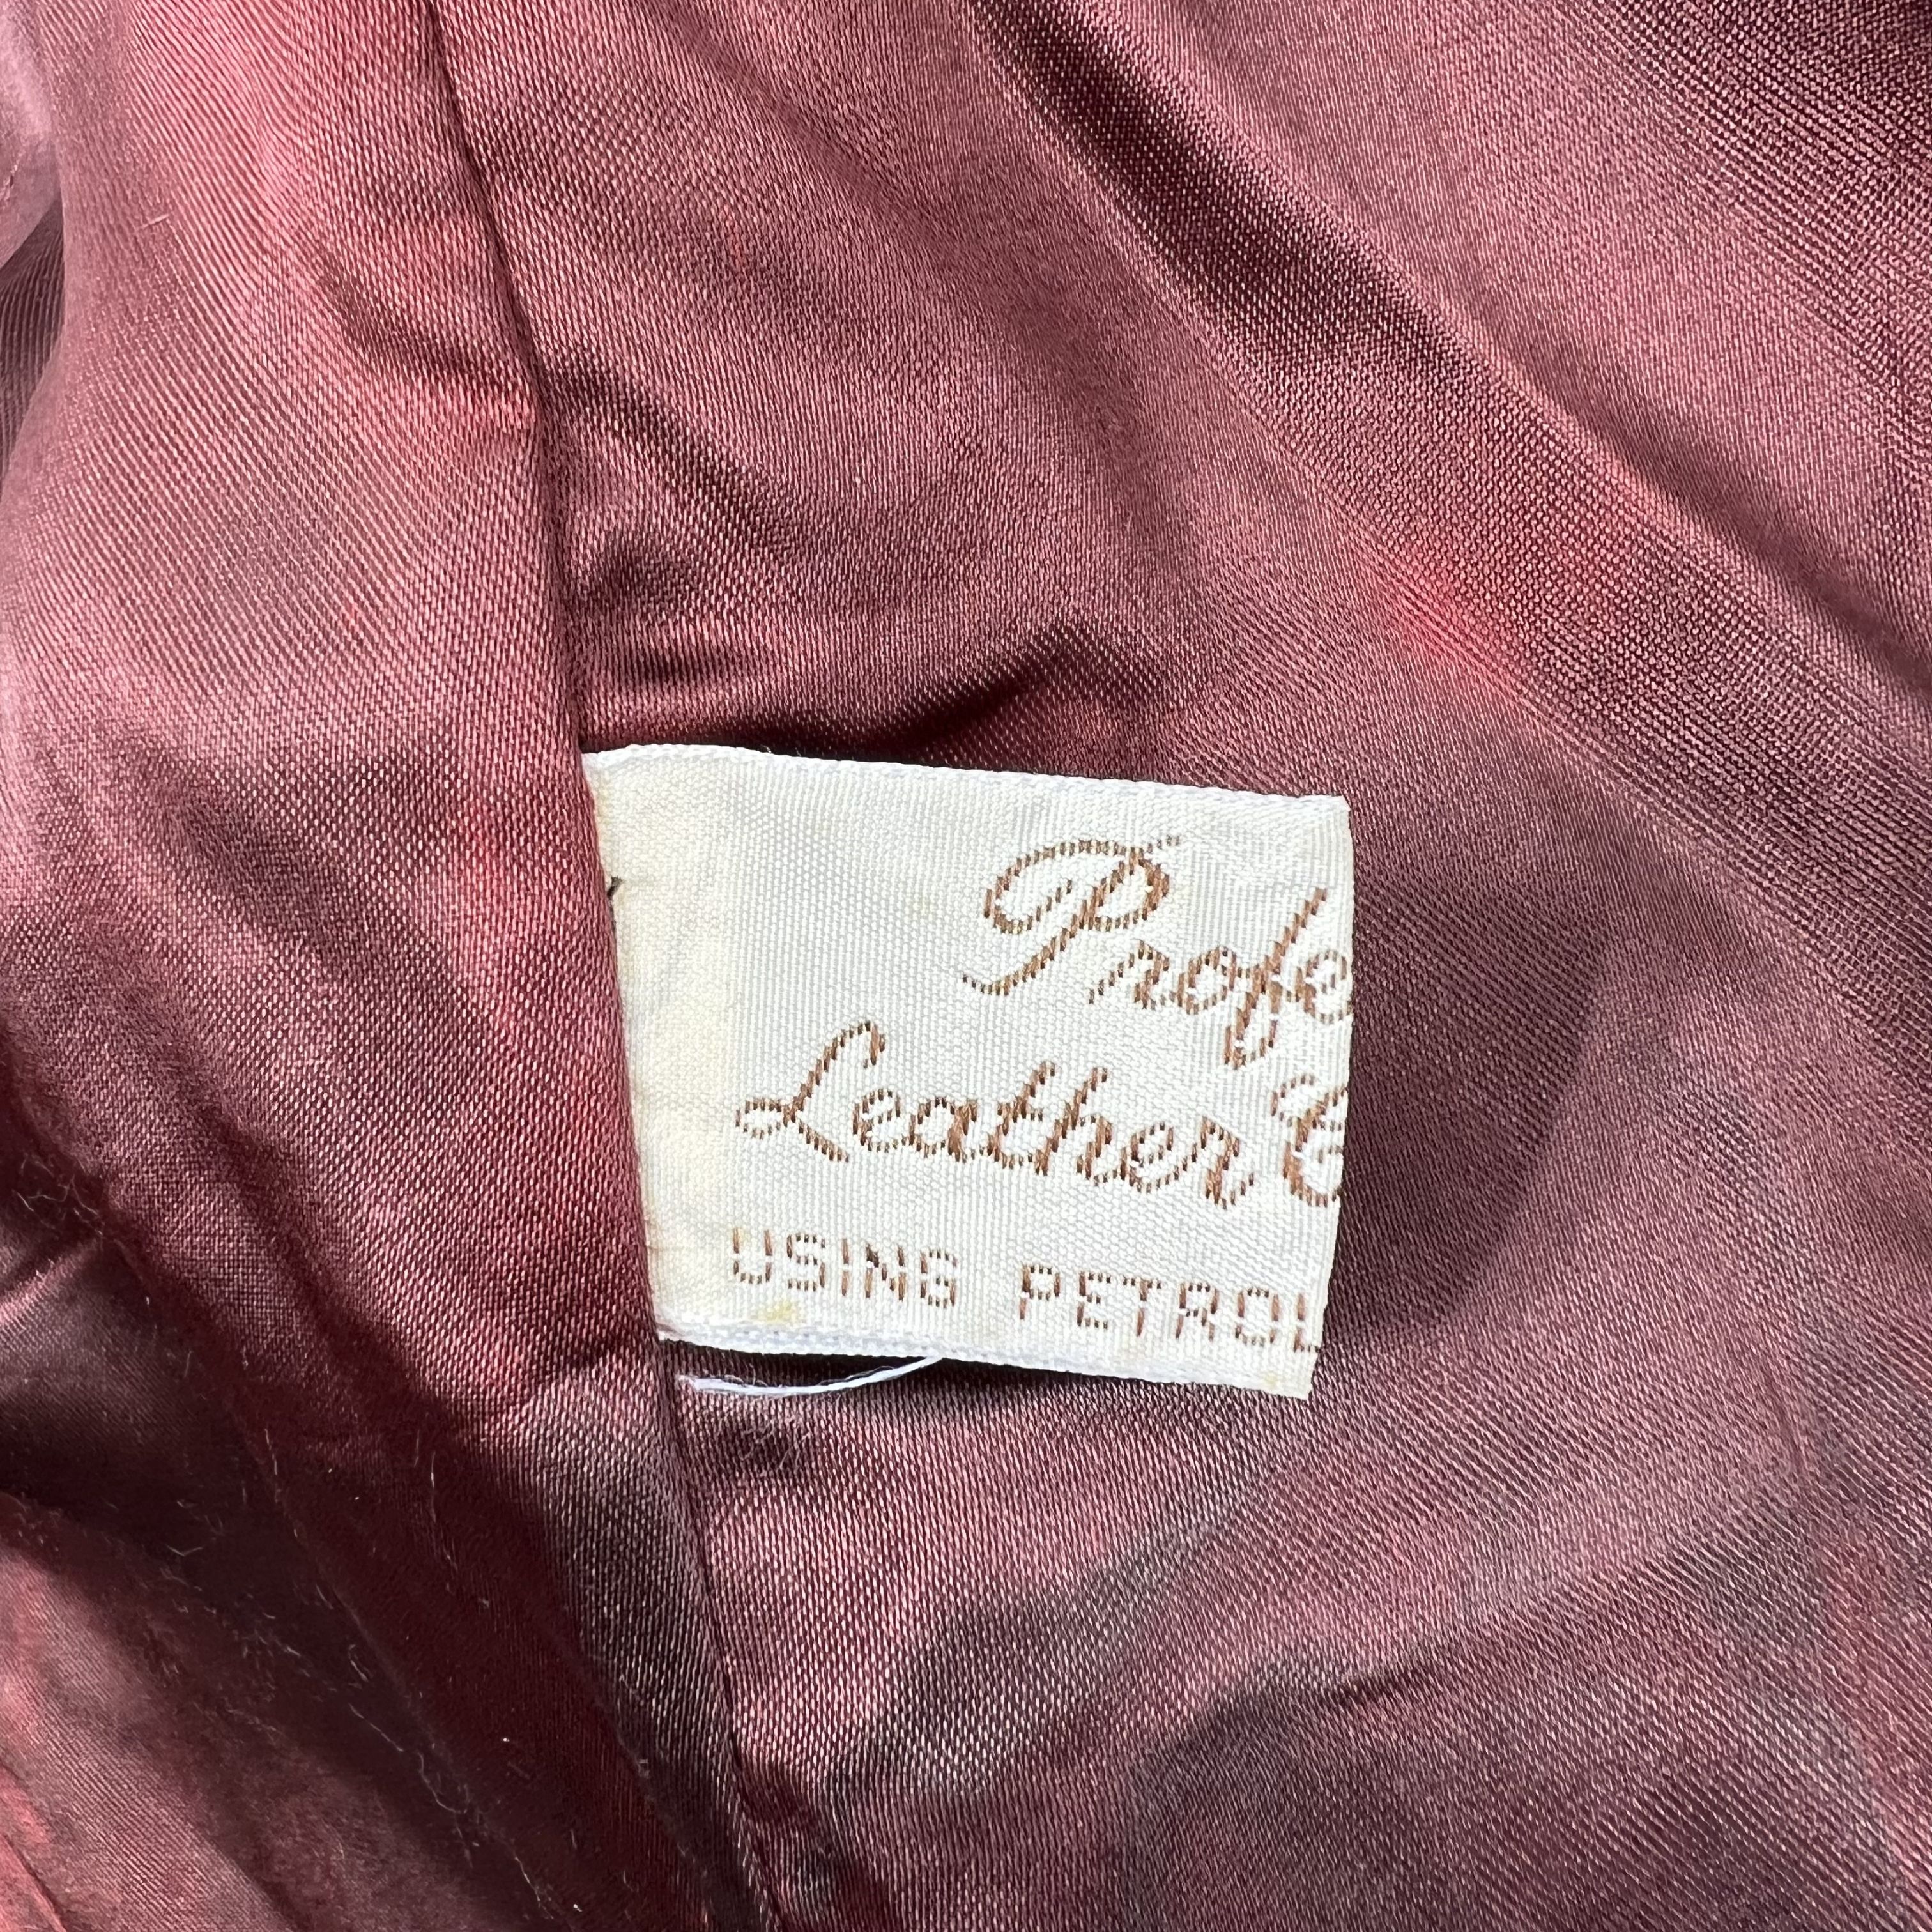 Profe
Leather C
USING PETROL